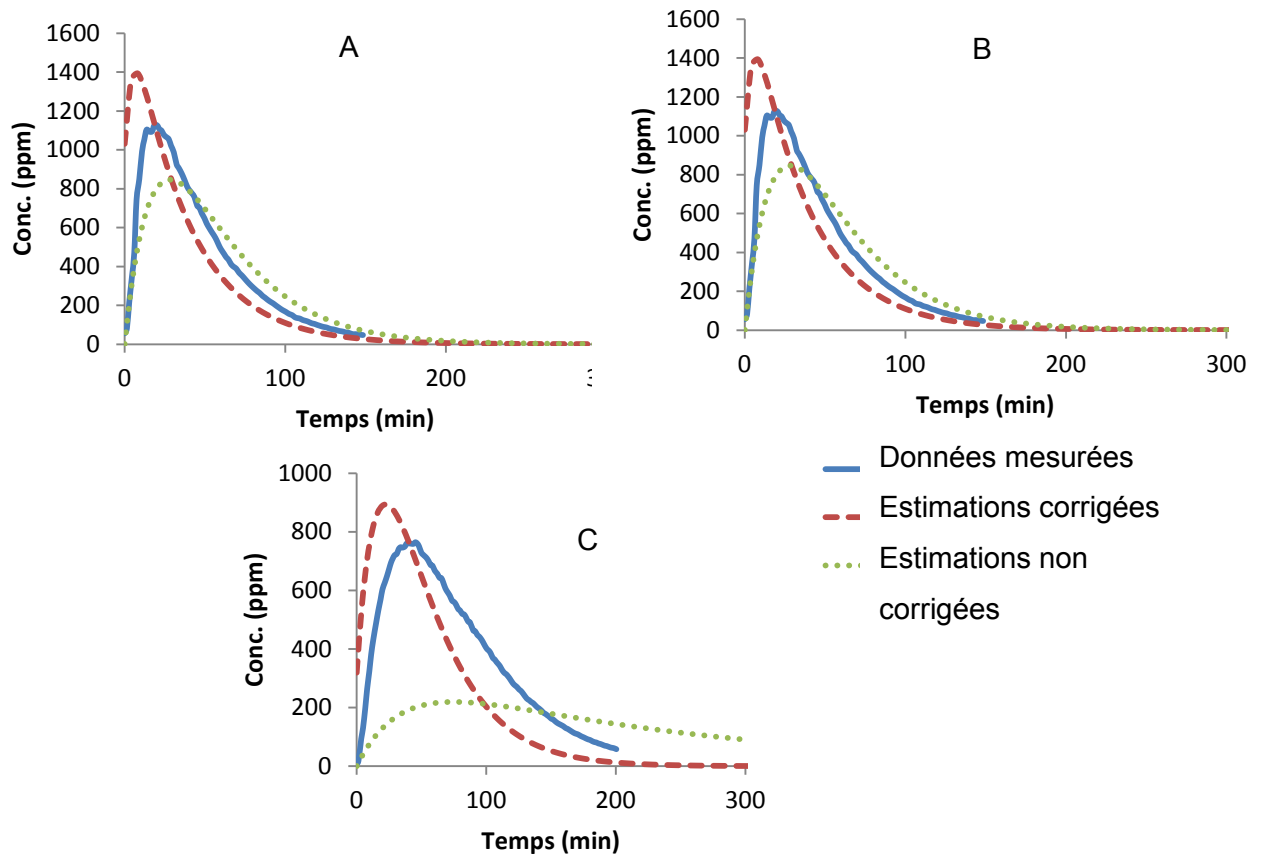 A
1600
1400
1200
1000
800
600
400
200
0
Conc. (ppm)
0 100 200
Temps (min)
B
1600
1400
1200
1000
800
600
400
200
0
Conc. (ppm)
0 100 200 300
Temps (min)
C
1000
800
600
400
200
0
Conc. (ppm)
0 100 200 300
Temps (min)
Données mesurées
Estimations corrigées
Estimations non
corrigées